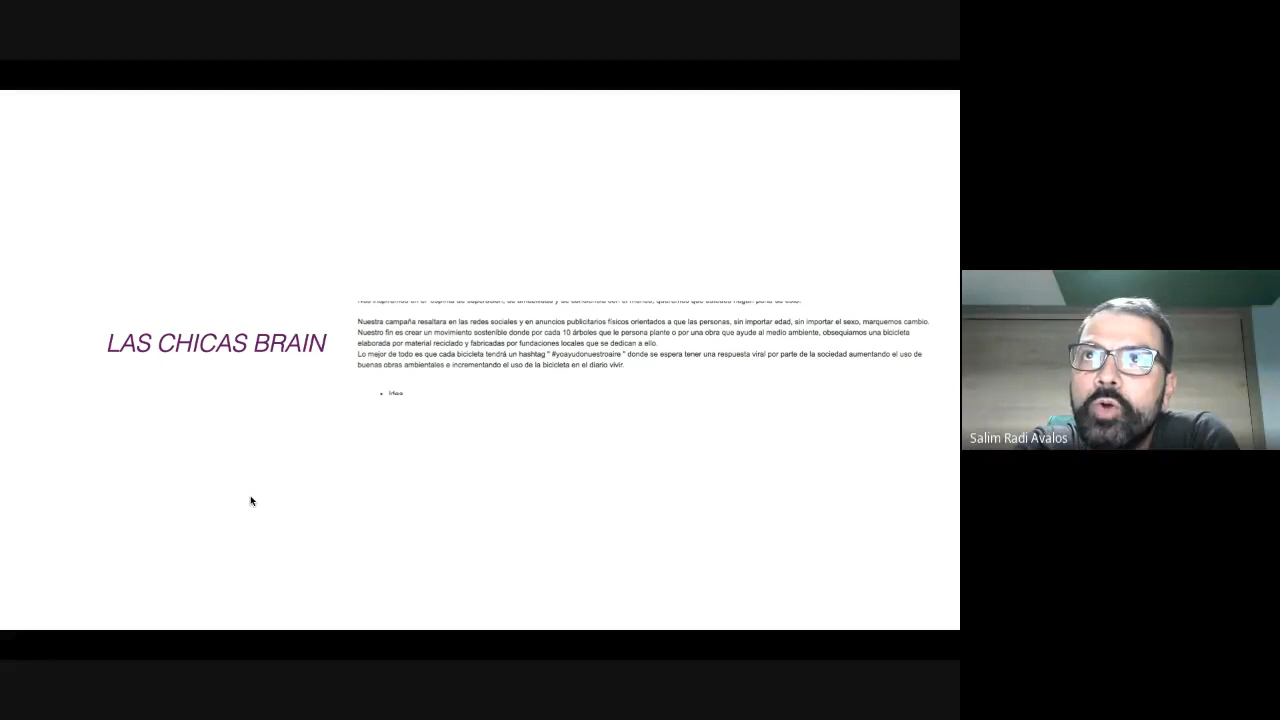 LAS CHICAS BRAIN
Nuestra campaña resaltara en las redes sociales y en anuncios publicitarios físicos orientados a que las personas, sin importar edad, sin importar el sexo, marquemos cambio.
Nuestro fin es crear un movimiento sostenible donde por cada 10 árboles que le persona plante o por una obra que ayude al medio ambiente, obsequiamos una bicicleta
elaborada por material reciclado y fabricadas por fundaciones locales que se dedican a ello.
Lo mejor de todo es que cada bicicleta tendrá un hashtag " #yoayudonuestroaire " donde se espera tener una respuesta viral por parte de la sociedad aumentando el uso de
buenas obras ambientales e incrementando el uso de la bicicleta en el diario vivir.
Salim Radi Avalos